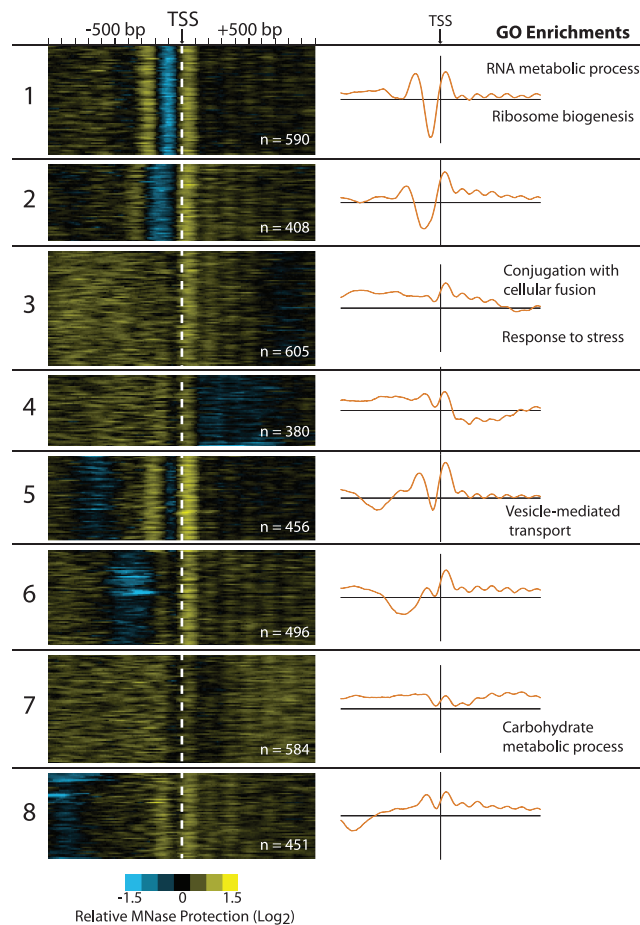 TSS
TSS
-500 bp
+500 bp
GO Enrichments
1
n = 590
RNA metabolic process
Ribosome biogenesis
2
n = 408
3
n = 605
Conjugation with
cellular fusion
Response to stress
4
n = 380
5
n = 456
Vesicle-mediated
transport
6
n = 496
7
n = 584
Carbohydrate
metabolic process
8
n = 451
-1.5
0
1.5
Relative MNase Protection (Log2)